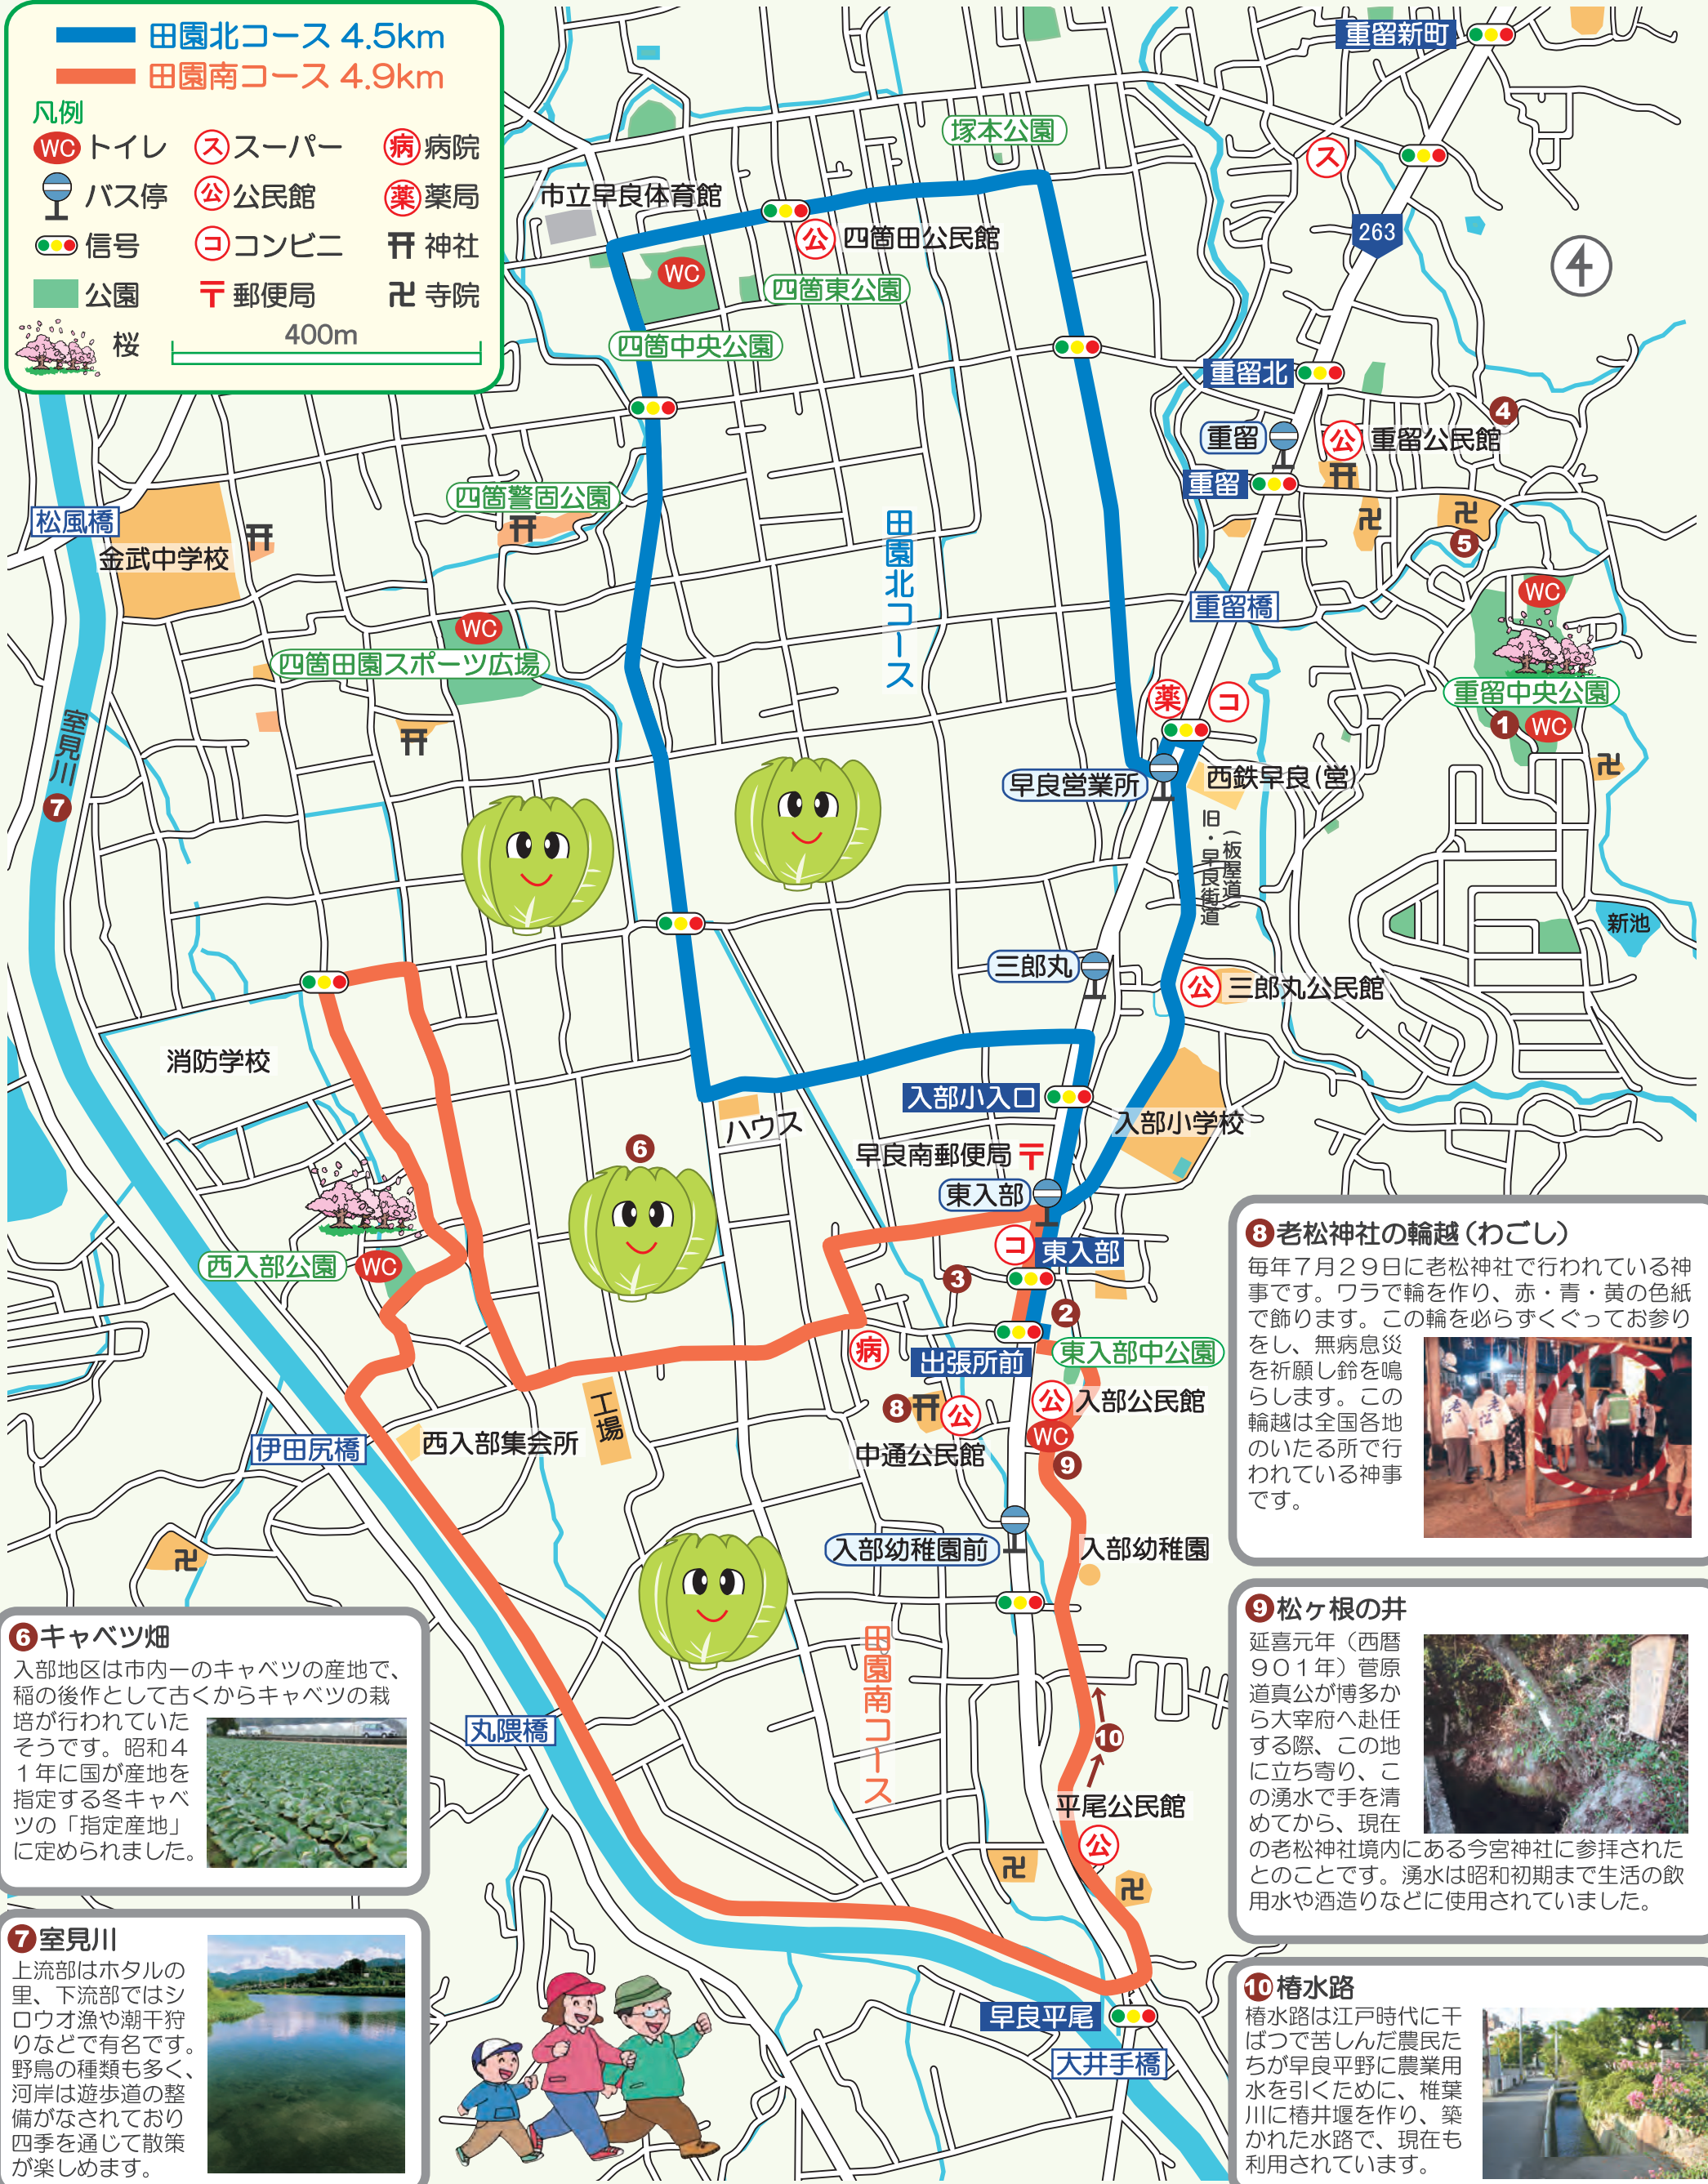 田園北コース 4.5km
田園南コース 4.9km
凡例
WC トイレ
ス スーパー
病 病院
バス停
公 公民館
薬 薬局
信号
コ コンビニ
神社
公園
〒 郵便局
卍 寺院
桜
400m
重留新町
塚本公園
ス
263
市立早良体育館
公 四箇田公民館
WC
四箇東公園
四箇中央公園
重留北
4
重留
公 重留公民館
重留
卍
卍
5
四箇警固公園
松風橋
金武中学校
田園北コース
重留橋
WC
WC
四箇田園スポーツ広場
重留中央公園
1 WC
卍
薬 コ
室見川
7
早良営業所
西鉄早良(営)
旧・早良街道
(板屋道)
新池
三郎丸
公 三郎丸公民館
消防学校
入部小入口
ハウス
入部小学校
早良南郵便局 〒
6
東入部
コ 東入部
西入部公園 WC
3
2
病
出張所前
東入部中公園
工場
8 公
公 入部公民館
WC
中通公民館
9
伊田尻橋
西入部集会所
入部幼稚園前
入部幼稚園
卍
田園南コース
丸隈橋
10
平尾公民館
公
卍
卍
早良平尾
大井手橋
6 キャベツ畑
入部地区は市内一のキャベツの産地で、
稲の後作として古くからキャベツの栽
培が行われていた
そうです。昭和4
1年に国が産地を
指定する冬キャベ
ツの「指定産地」
に定められました。
7 室見川
上流部はホタルの
里、下流部ではシ
ロウオ漁や潮干狩
りなどで有名です。
野鳥の種類も多く、
河岸は遊歩道の整
備がなされており
四季を通じて散策
が楽しめます。
8 老松神社の輪越(わごし)
毎年7月29日に老松神社で行われている神
事です。ワラで輪を作り、赤・青・黄の色紙
で飾ります。この輪を必らずくぐってお参り
をし、無病息災
を祈願し鈴を鳴
らします。この
輪越は全国各地
のいたる所で行
われている神事
です。
老松
老松
9 松ヶ根の井
延喜元年(西暦
901年)菅原
道真公が博多か
ら大宰府へ赴任
する際、この地
に立ち寄り、こ
の湧水で手を清
めてから、現在
の老松神社境内にある今宮神社に参拝された
とのことです。湧水は昭和初期まで生活の飲
用水や酒造りなどに使用されていました。
10 椿水路
椿水路は江戸時代に干
ばつで苦しんだ農民た
ちが早良平野に農業用
水を引くために、椎葉
川に椿井堰を作り、築
かれた水路で、現在も
利用されています。